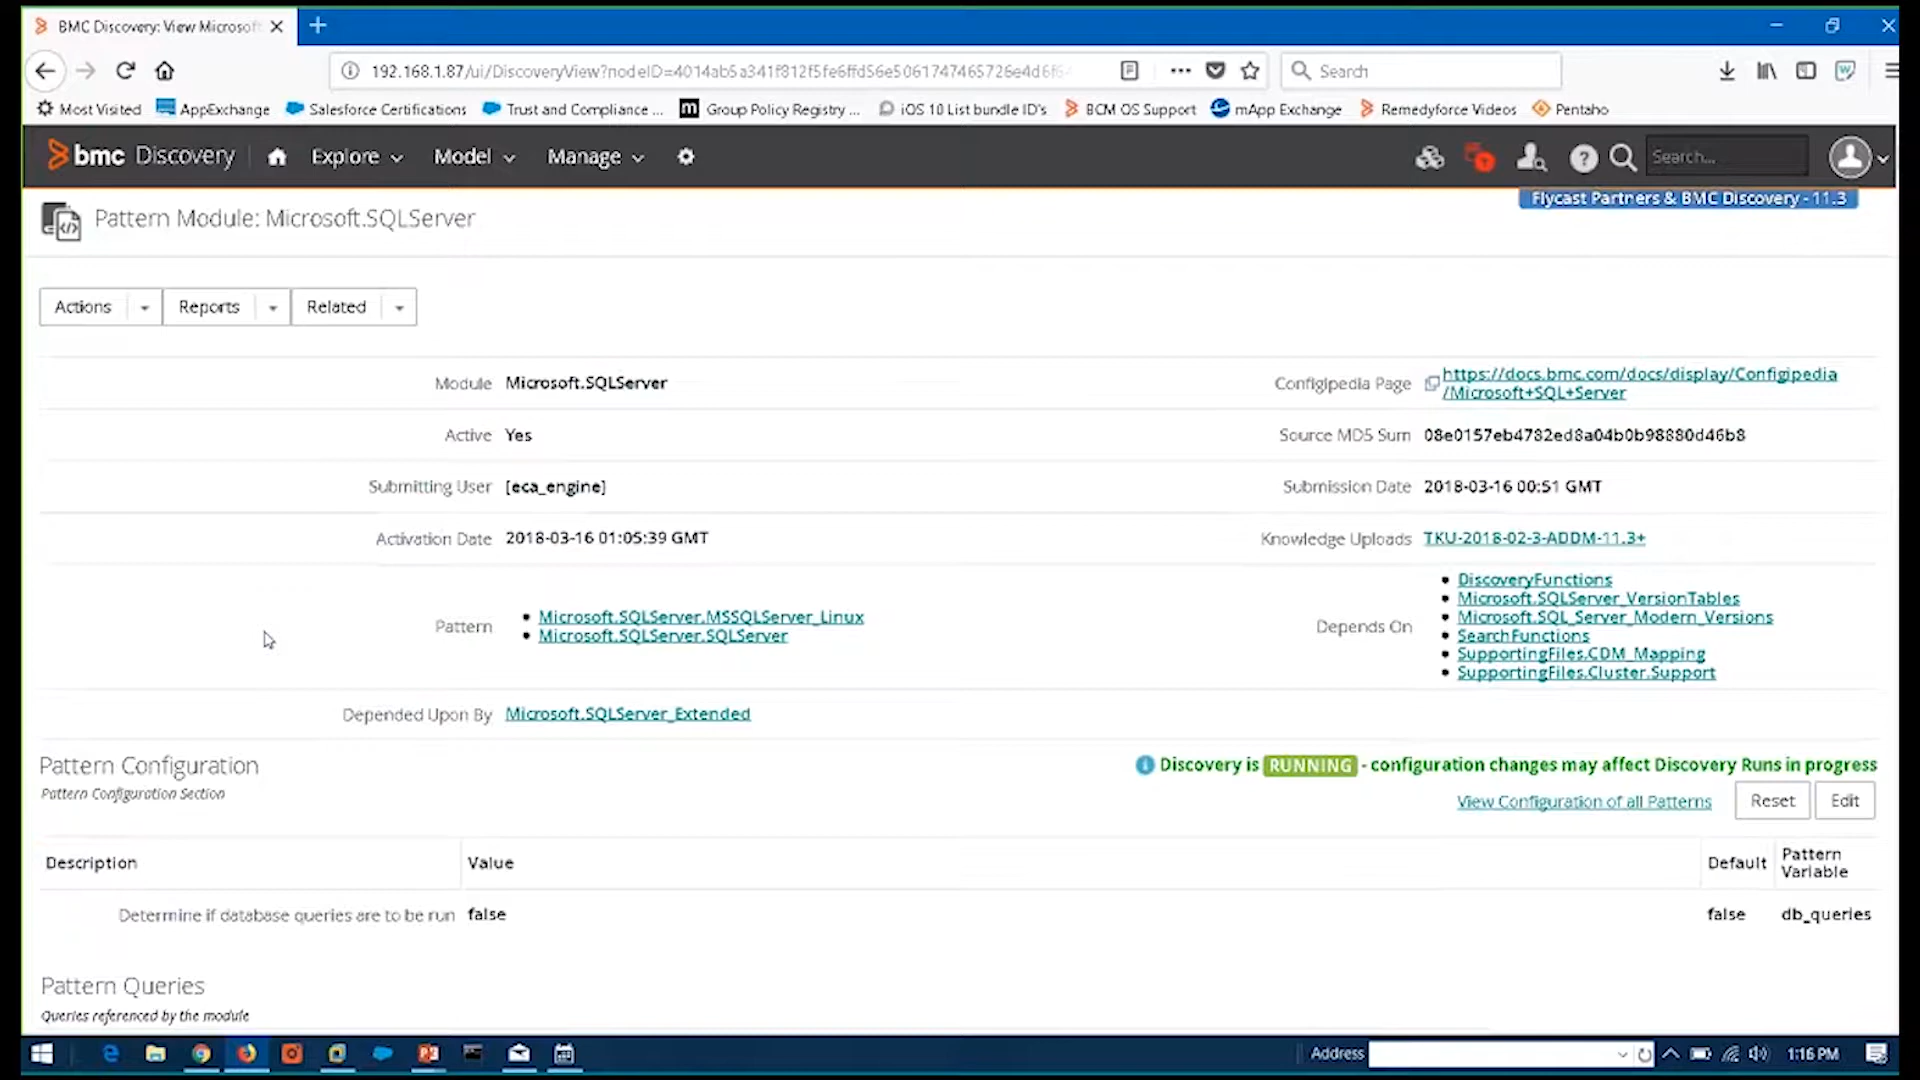 BMC Discovery: View Microsoft
192.168.1.87/ui/DiscoveryView?nodeID=4014ab5a341f812f5fe6ffd56e5061747465726e4d6f64
Search
Most Visited AppExchange Salesforce Certifications Trust and Compliance ... Group Policy Registry ... iOS 10 List bundle ID's BCM OS Support mApp Exchange Remedyforce Videos Pentaho
bmc Discovery Explore Model Manage Search...
Flycast Partners & BMC Discovery - 11.3
Pattern Module: Microsoft.SQLServer
Actions Reports Related
Module Microsoft.SQLServer
Configipedia Page https://docs.bmc.com/docs/display/Configipedia
/Microsoft+SQL+Server
Active Yes
Source MD5 Sum 08e0157eb4782ed8a04b0b98880d46b8
Submitting User [eca_engine]
Submission Date 2018-03-16 00:51 GMT
Activation Date 2018-03-16 01:05:39 GMT
Knowledge Uploads TKU-2018-02-3-ADDM-11.3+
Pattern
Microsoft.SQLServer.MSSQLServer_Linux
Microsoft.SQLServer.SQLServer
Depends On
DiscoveryFunctions
Microsoft.SQLServer_VersionTables
Microsoft.SQL_Server_Modern_Versions
SearchFunctions
SupportingFiles.CDM_Mapping
SupportingFiles.Cluster.Support
Depended Upon By Microsoft.SQLServer_Extended
Pattern Configuration
Pattern Configuration Section
Discovery is RUNNING - configuration changes may affect Discovery Runs in progress
View Configuration of all Patterns Reset Edit
Description Value Default Pattern
Variable
Determine if database queries are to be run false false db_queries
Pattern Queries
Queries referenced by the module
Address 1:16 PM